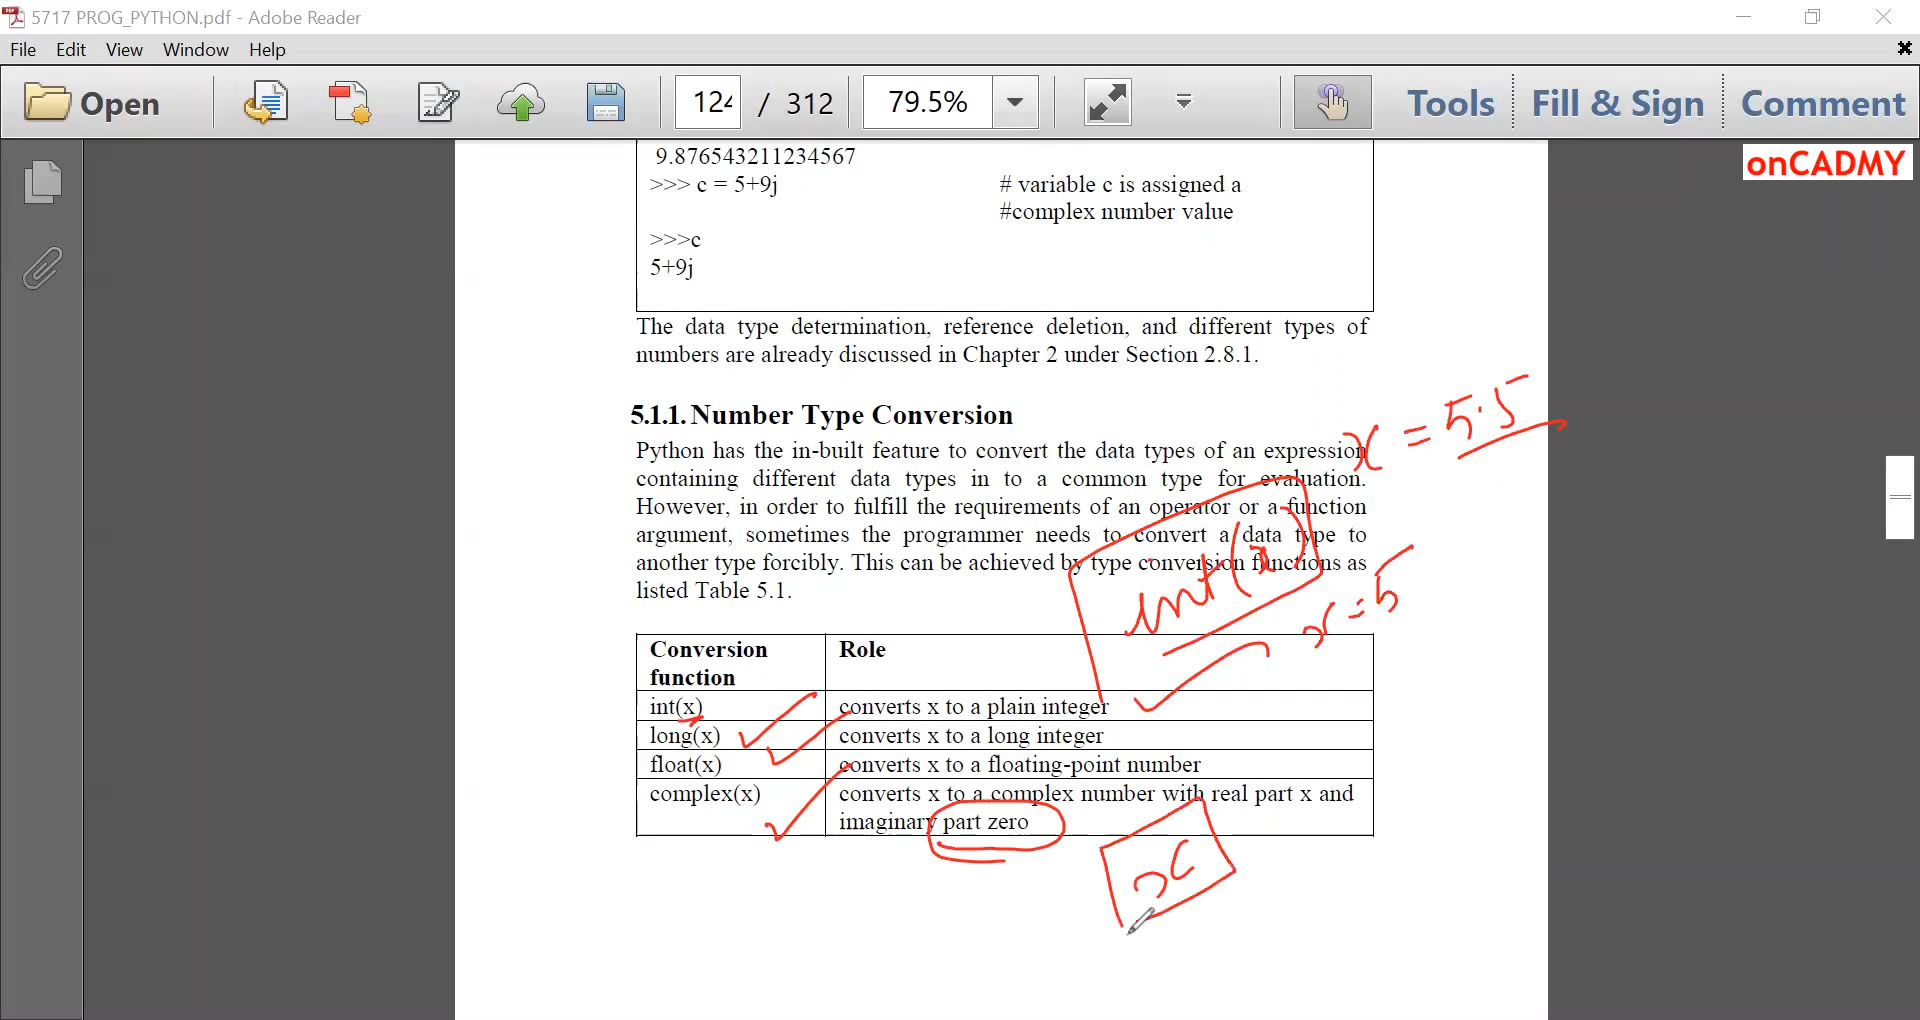 5717 PROG_PYTHON.pdf - Adobe Reader
File Edit View Window Help
Open 124 / 312 79.5% Tools Fill & Sign Comment
onCADMY
9.876543211234567
>>> c = 5+9j # variable c is assigned a
#complex number value
>>>c
5+9j
The data type determination, reference deletion, and different types of
numbers are already discussed in Chapter 2 under Section 2.8.1.
x = 5.5
5.1.1. Number Type Conversion
Python has the in-built feature to convert the data types of an expression
containing different data types in to a common type for evaluation.
However, in order to fulfill the requirements of an operator or a function
argument, sometimes the programmer needs to convert a data type to
another type forcibly. This can be achieved by type conversion functions as
listed Table 5.1.
int(x)
x = 5
Conversion function Role
int(x) converts x to a plain integer
long(x) converts x to a long integer
float(x) converts x to a floating-point number
complex(x) converts x to a complex number with real part x and
imaginary part zero
x